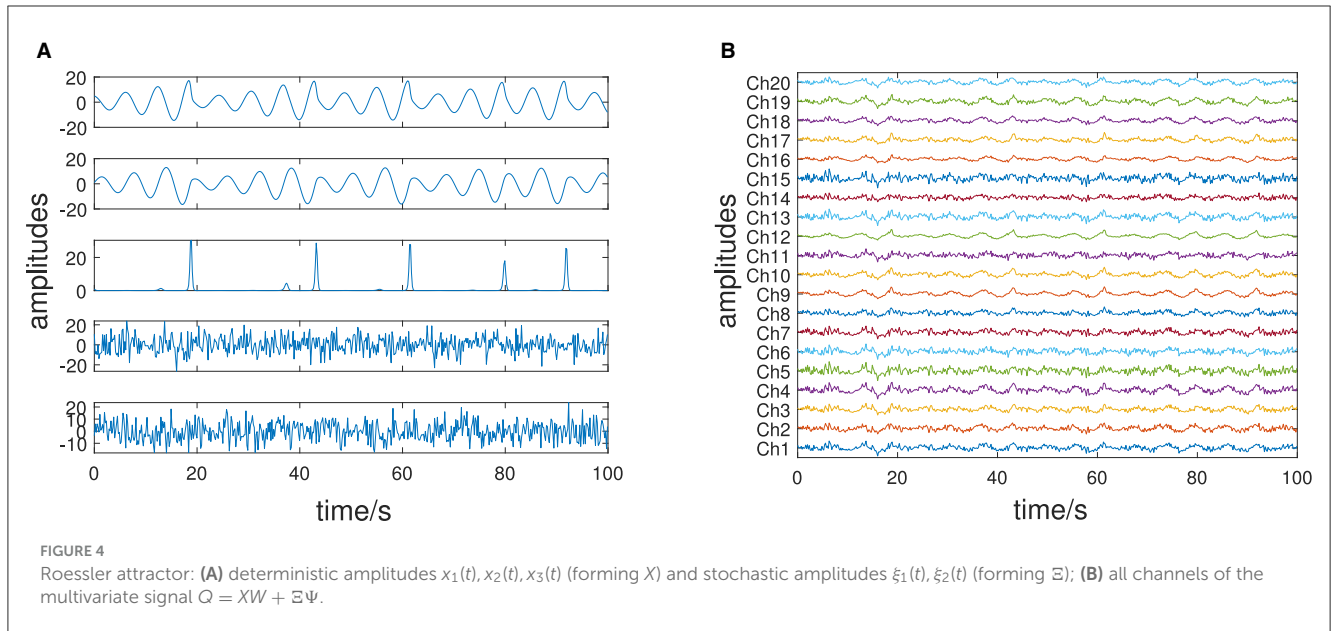 A
20
0
-20
20
0
-20
20
0
20
0
-20
20
10
0
-10
0
20
40
60
80
100
amplitudes
time/s
B
Ch20
Ch19
Ch18
Ch17
Ch16
Ch15
Ch14
Ch13
Ch12
Ch11
Ch10
Ch9
Ch8
Ch7
Ch6
Ch5
Ch4
Ch3
Ch2
Ch1
0
20
40
60
80
100
amplitudes
time/s
FIGURE 4
Roessler attractor: (A) deterministic amplitudes x₁(t), x₂(t), x₃(t) (forming X) and stochastic amplitudes ξ₁(t), ξ₂(t) (forming Ξ); (B) all channels of the
multivariate signal Q = XW + ΞΨ.